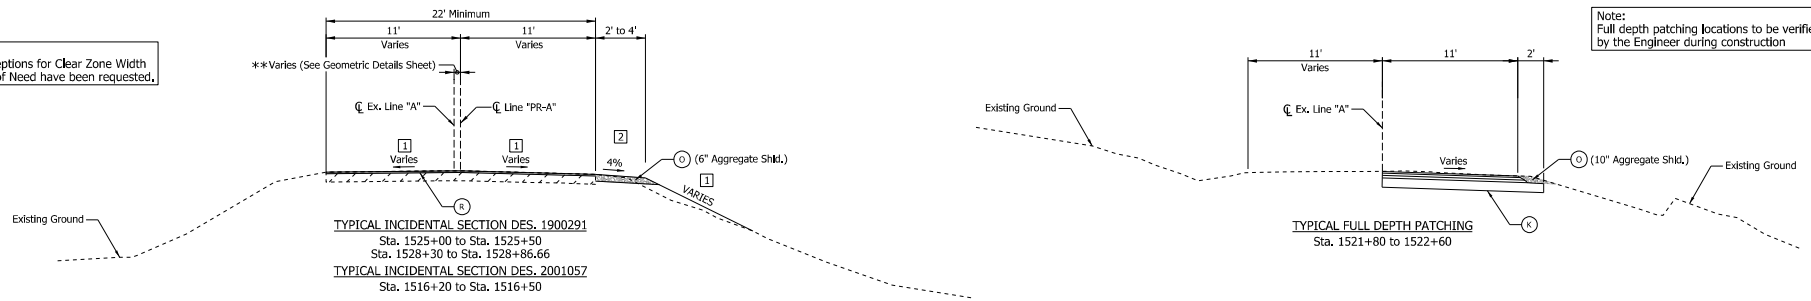 ptions for Clear Zone Width
of Need have been requested.
22' Minimum
11'
Varies
11'
Varies
2' to 4'
**Varies (See Geometric Details Sheet)
℄ Ex. Line "A"
℄ Line "PR-A"
1
Varies
1
Varies
2
4%
O (6" Aggregate Shld.)
1
VARIES
R
Existing Ground
TYPICAL INCIDENTAL SECTION DES. 1900291
Sta. 1525+00 to Sta. 1525+50
Sta. 1528+30 to Sta. 1528+86.66
TYPICAL INCIDENTAL SECTION DES. 2001057
Sta. 1516+20 to Sta. 1516+50
Note:
Full depth patching locations to be verifie
by the Engineer during construction
11'
Varies
11'
2'
Existing Ground
℄ Ex. Line "A"
Varies
O (10" Aggregate Shld.)
Existing Ground
K
TYPICAL FULL DEPTH PATCHING
Sta. 1521+80 to 1522+60